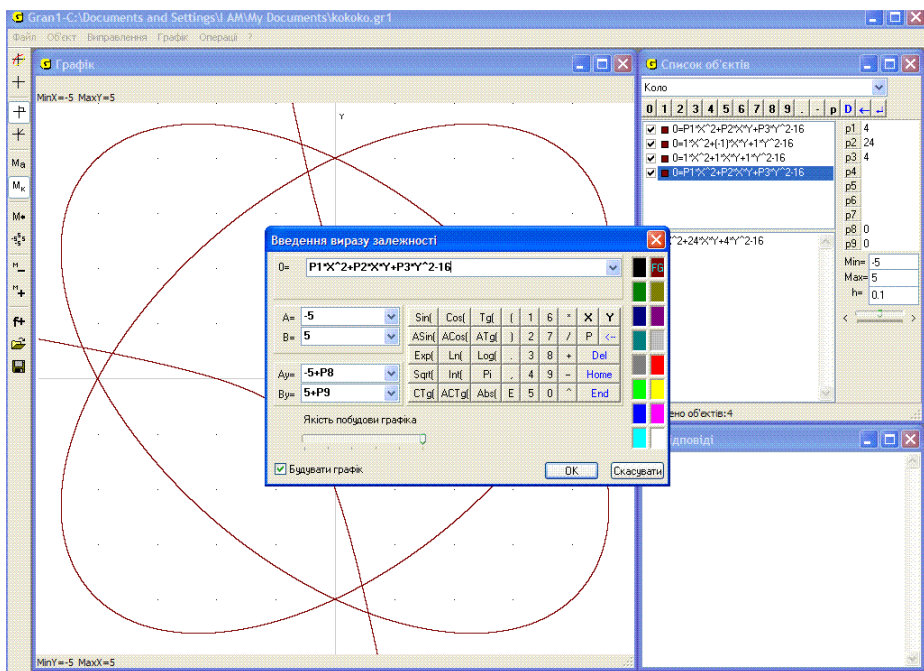 Gran1-C:\Documents and Settings\I AM\My Documents\kokoko.gr1
Файл Об'єкт Виправлення Графік Операції ?
Графік
MinX=-5 MaxY=5
Y
MinY=-5 MaxX=5
Список об'єктів
Коло
0 1 2 3 4 5 6 7 8 9 . - p D ← ↵
0=P1*X^2+P2*X*Y+P3*Y^2-16
0=1*X^2+(-1)*X*Y+1*Y^2-16
0=1*X^2+1*X*Y+1*Y^2-16
0=P1*X^2+P2*X*Y+P3*Y^2-16
p1 4
p2 24
p3 4
p4
p5
p6
p7
p8 0
p9 0
Min= -5
Max= 5
h= 0.1
< >
^2+24*X*Y+4*Y^2-16
ено об'єктів:4
дповіді
Введення виразу залежності
0= P1*X^2+P2*X*Y+P3*Y^2-16
FG
A= -5
B= 5
Ay= -5+P8
By= 5+P9
Sin( Cos( Tg( ( 1 6 * X Y
ASin( ACos( ATg( ) 2 7 / P <-
Exp( Ln( Log( . 3 8 + Del
Sqrt( Int( Pi , 4 9 - Home
CTg( ACTg( Abs( E 5 0 ^ End
Якість побудови графіка
Будувати графік
OK Скасувати
Ma
Mк
M
M
M
f+